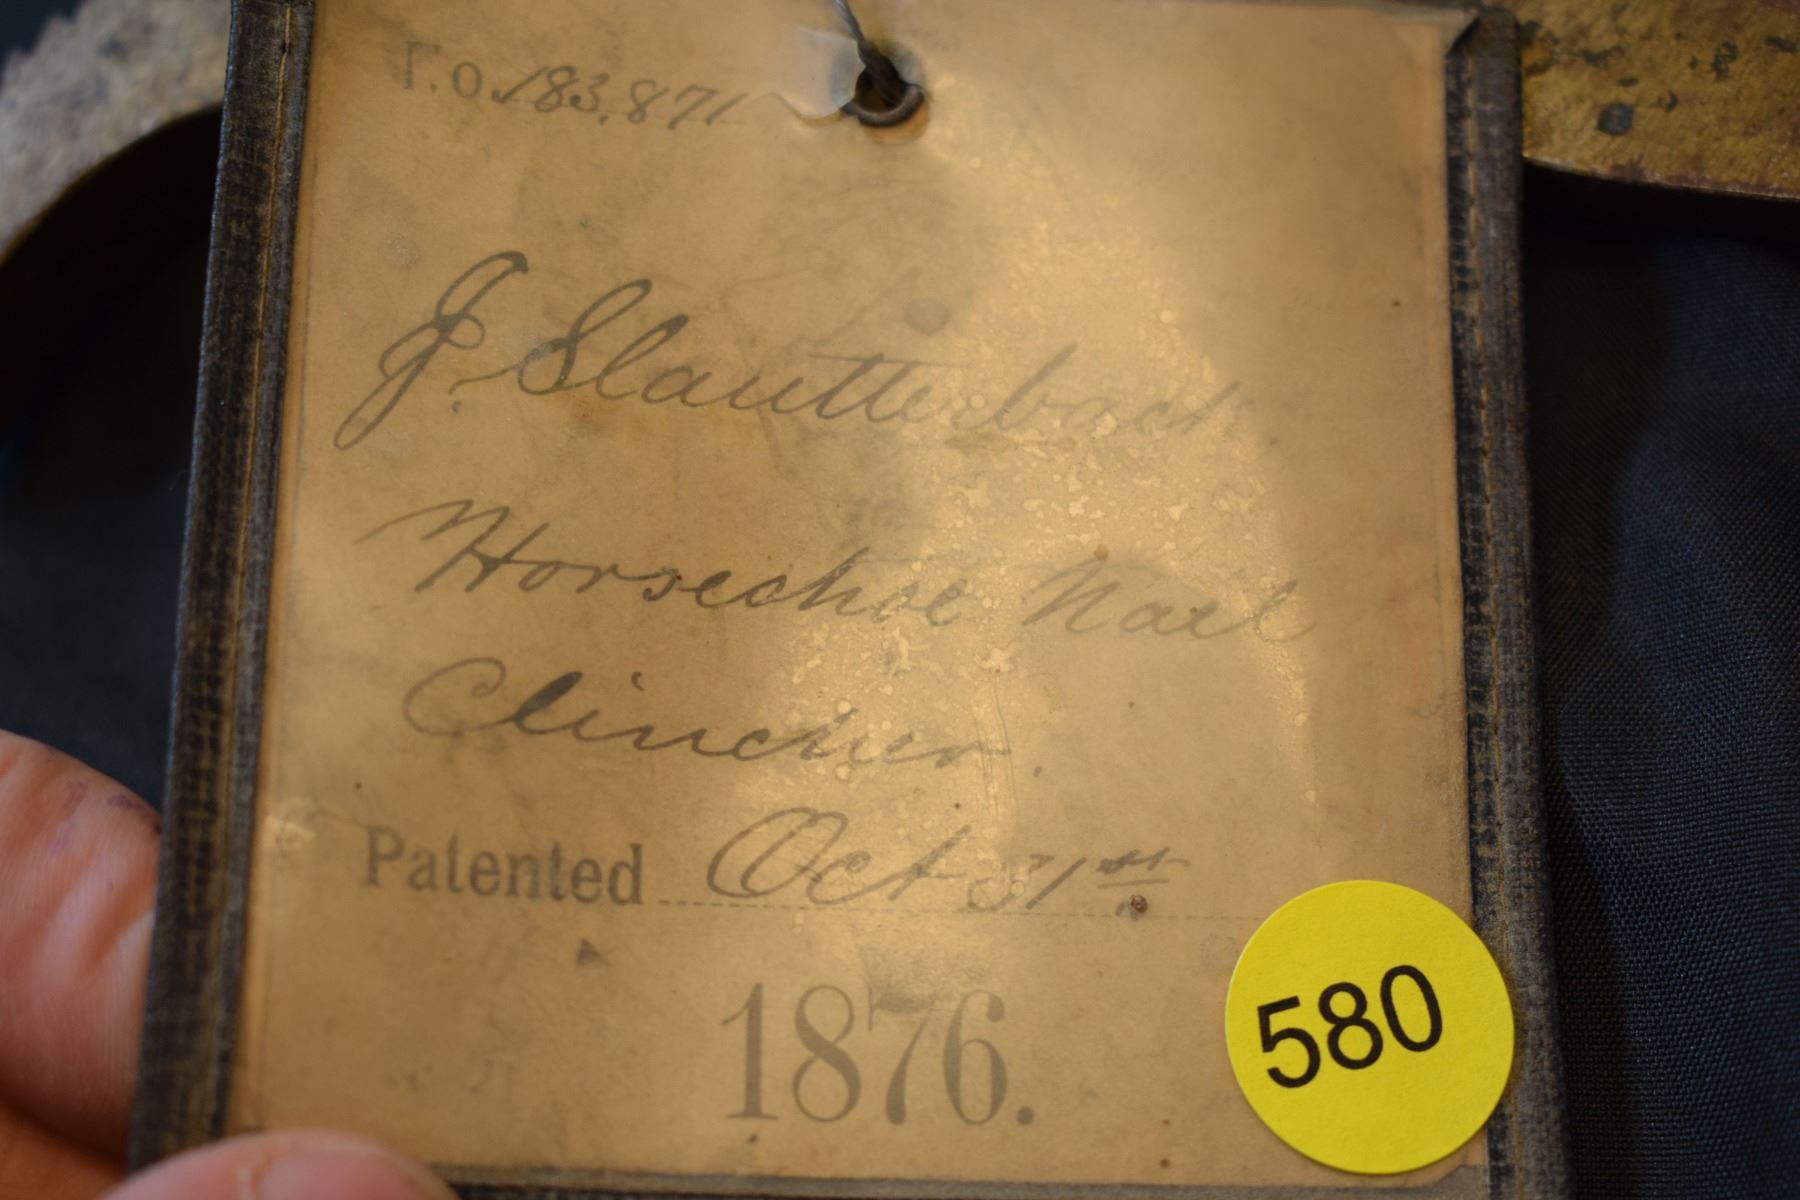 No. 183,871
J. Slautterback
Horseshoe Nail
Clincher.
Patented Oct 31st
1876.
580